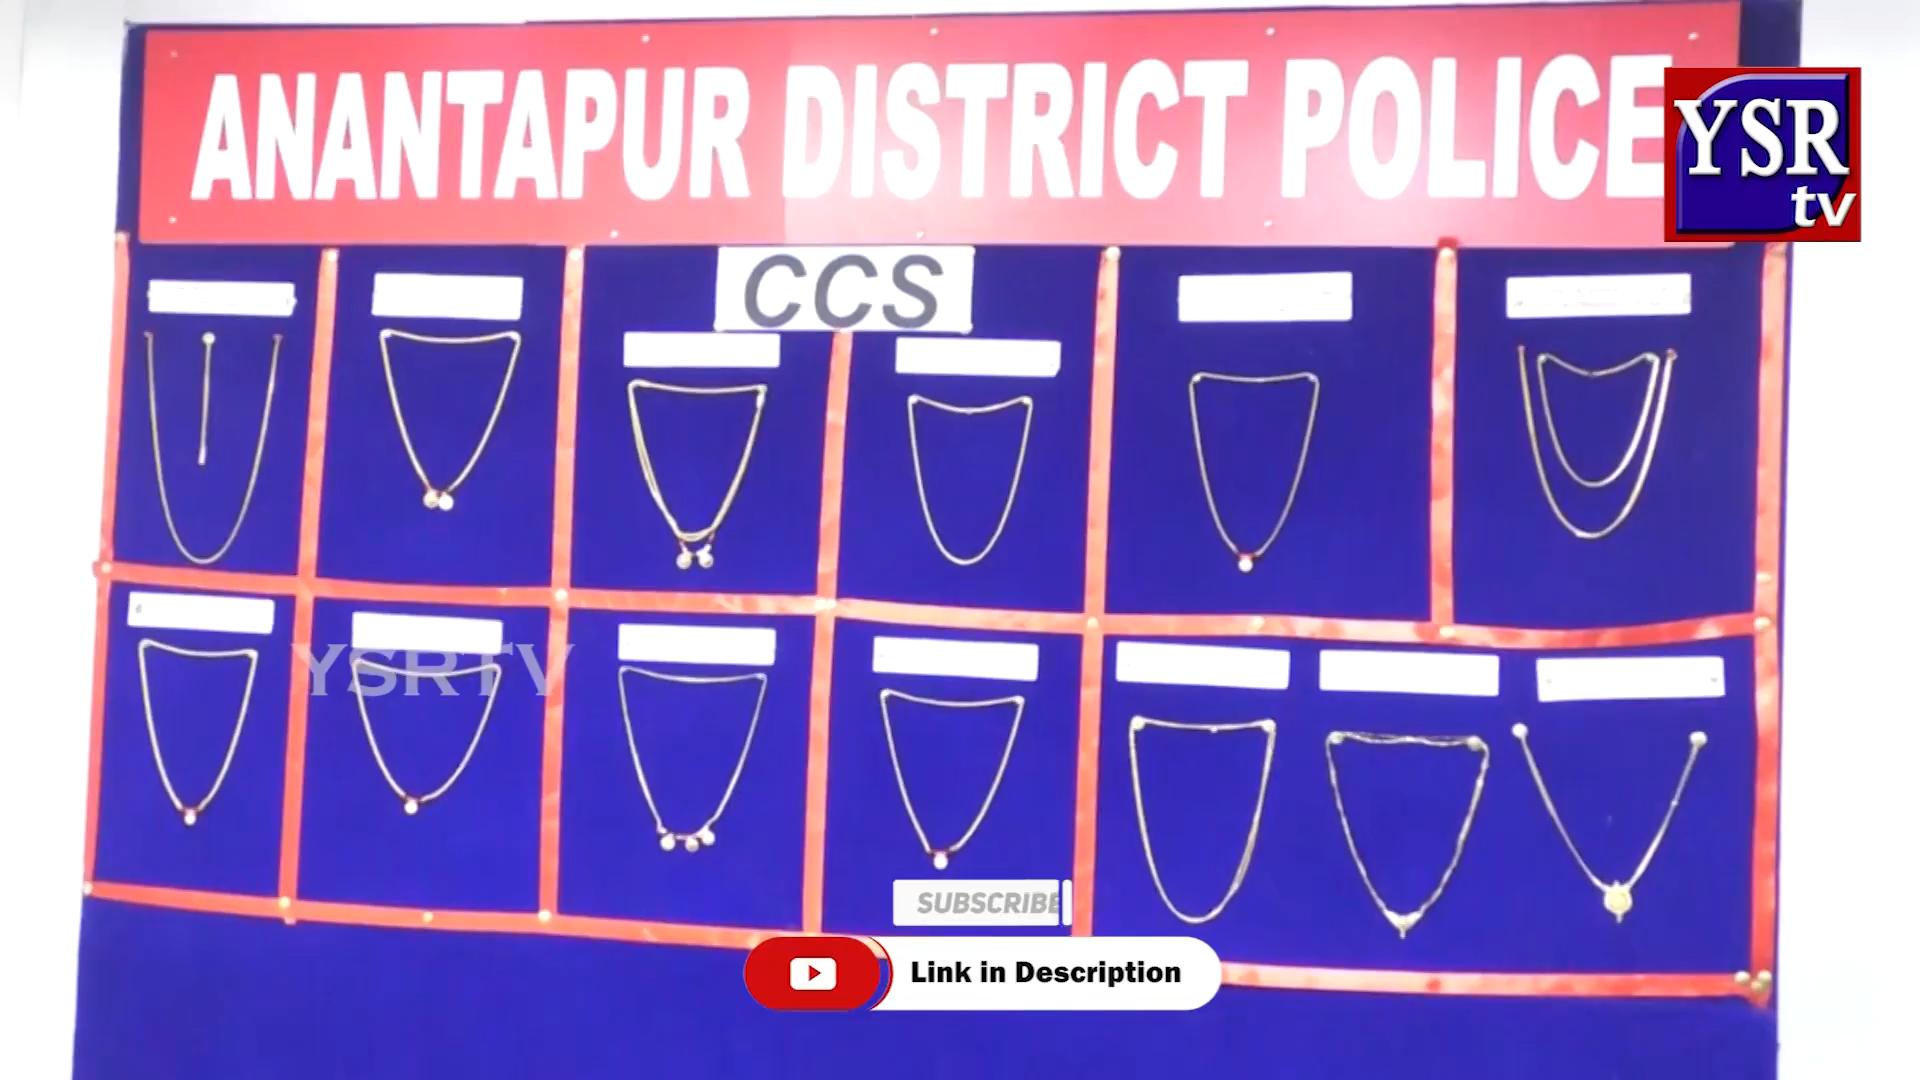 ANANTAPUR DISTRICT POLICE
YSR
tv
CCS
YSRTV
SUBSCRIBE
Link in Description